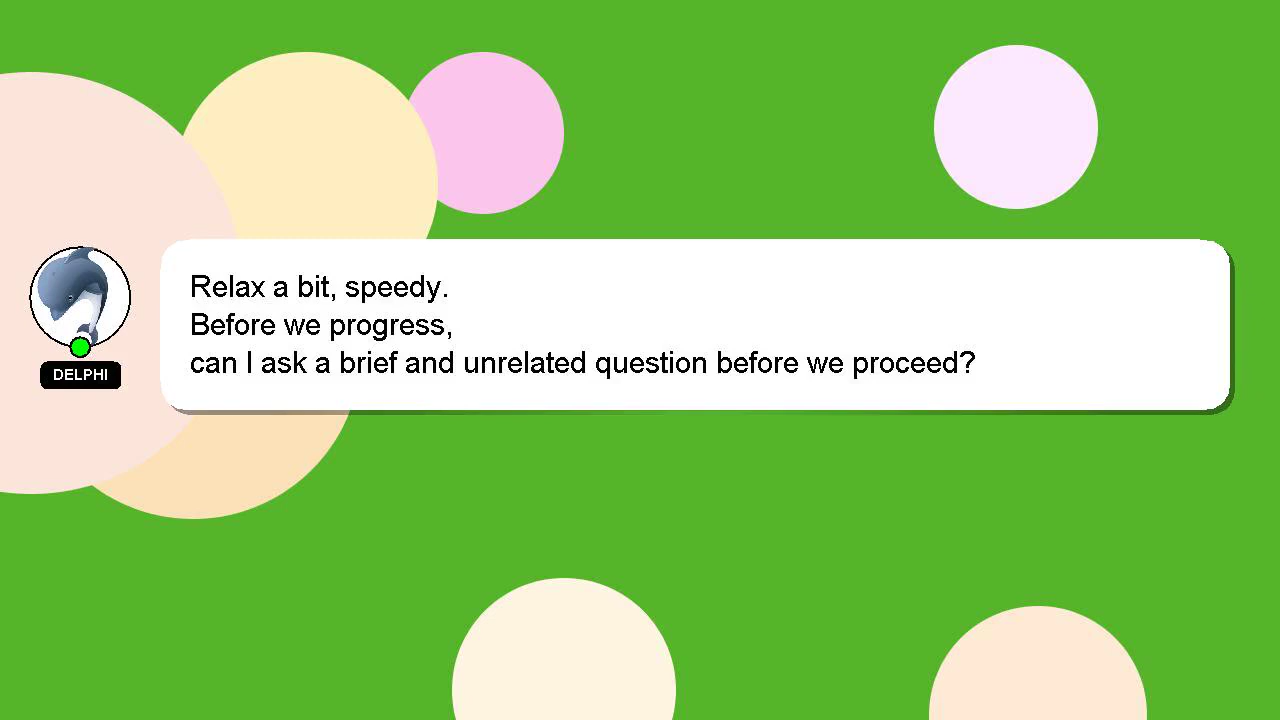 Relax a bit, speedy.
Before we progress,
can I ask a brief and unrelated question before we proceed?
DELPHI